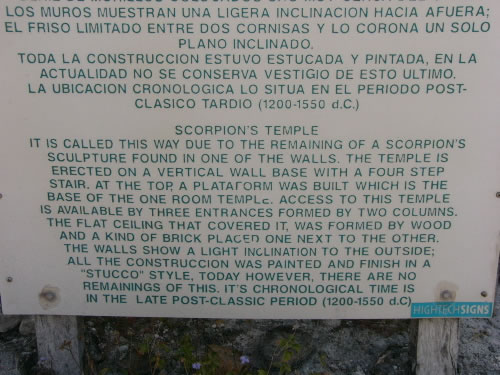 LOS MUROS MUESTRAN UNA LIGERA INCLINACION HACIA AFUERA;
EL FRISO LIMITADO ENTRE DOS CORNISAS Y LO CORONA UN SOLO
PLANO INCLINADO.
TODA LA CONSTRUCCION ESTUVO ESTUCADA Y PINTADA, EN LA
ACTUALIDAD NO SE CONSERVA VESTIGIO DE ESTO ULTIMO.
LA UBICACION CRONOLOGICA LO SITUA EN EL PERIODO POST-
CLASICO TARDIO (1200-1550 d.C.)
SCORPION'S TEMPLE
IT IS CALLED THIS WAY DUE TO THE REMAINING OF A SCORPION'S
SCULPTURE FOUND IN ONE OF THE WALLS. THE TEMPLE IS
ERECTED ON A VERTICAL WALL BASE WITH A FOUR STEP
STAIR. AT THE TOP, A PLATAFORM WAS BUILT WHICH IS THE
BASE OF THE ONE ROOM TEMPLE. ACCESS TO THIS TEMPLE
IS AVAILABLE BY THREE ENTRANCES FORMED BY TWO COLUMNS.
THE FLAT CEILING THAT COVERED IT, WAS FORMED BY WOOD
AND A KIND OF BRICK PLACED ONE NEXT TO THE OTHER.
THE WALLS SHOW A LIGHT INCLINATION TO THE OUTSIDE;
ALL THE CONSTRUCCION WAS PAINTED AND FINISH IN A
"STUCCO" STYLE, TODAY HOWEVER, THERE ARE NO
REMAININGS OF THIS. IT'S CHRONOLOGICAL TIME IS
IN THE LATE POST-CLASSIC PERIOD (1200-1550 d.C)
HIGHTECHSIGNS